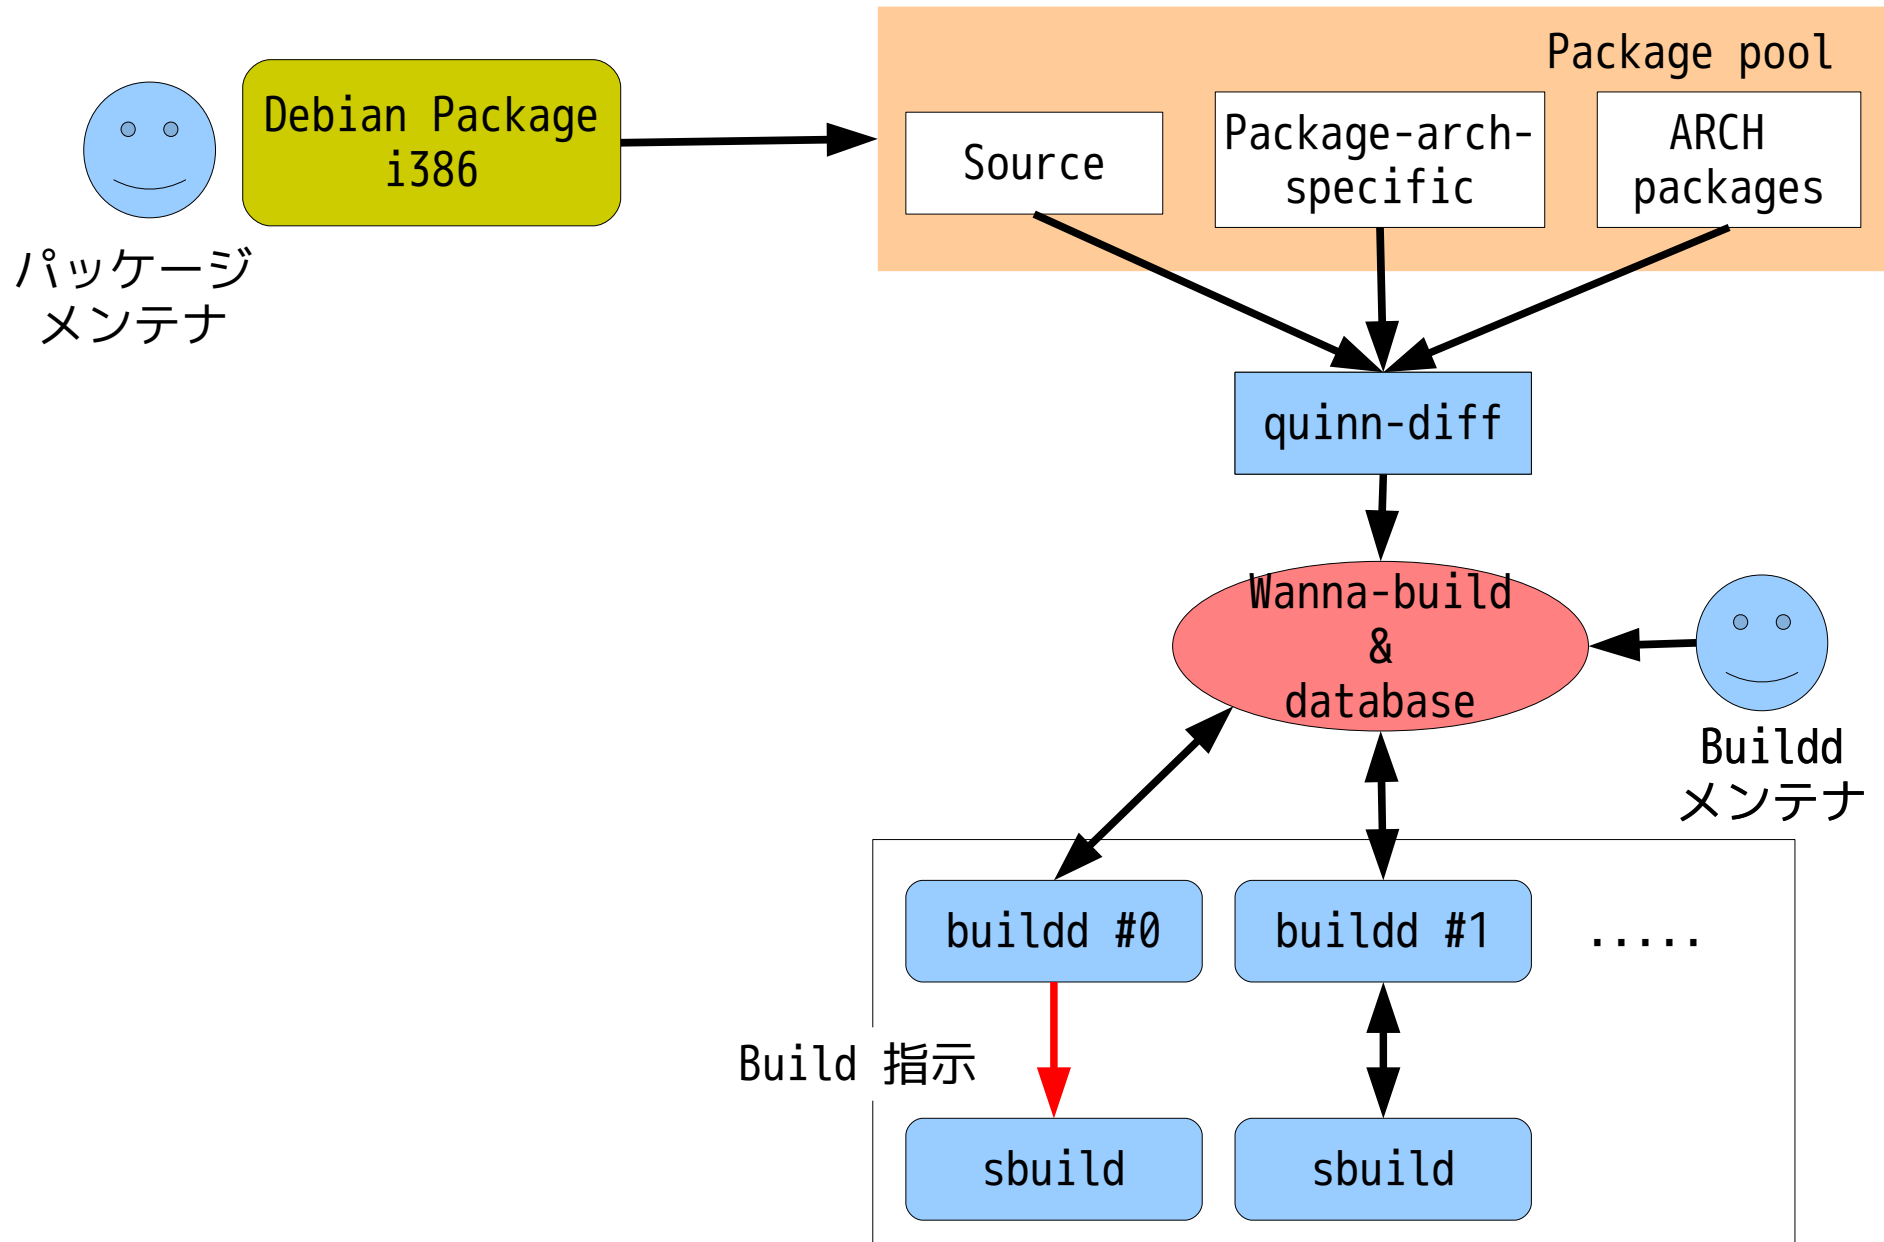 Package pool
Debian Package
i386
Source
Package-arch-
specific
ARCH
packages
パッケージ
メンテナ
quinn-diff
Wanna-build
&
database
Buildd
メンテナ
buildd #0
buildd #1
.....
Build 指示
sbuild
sbuild